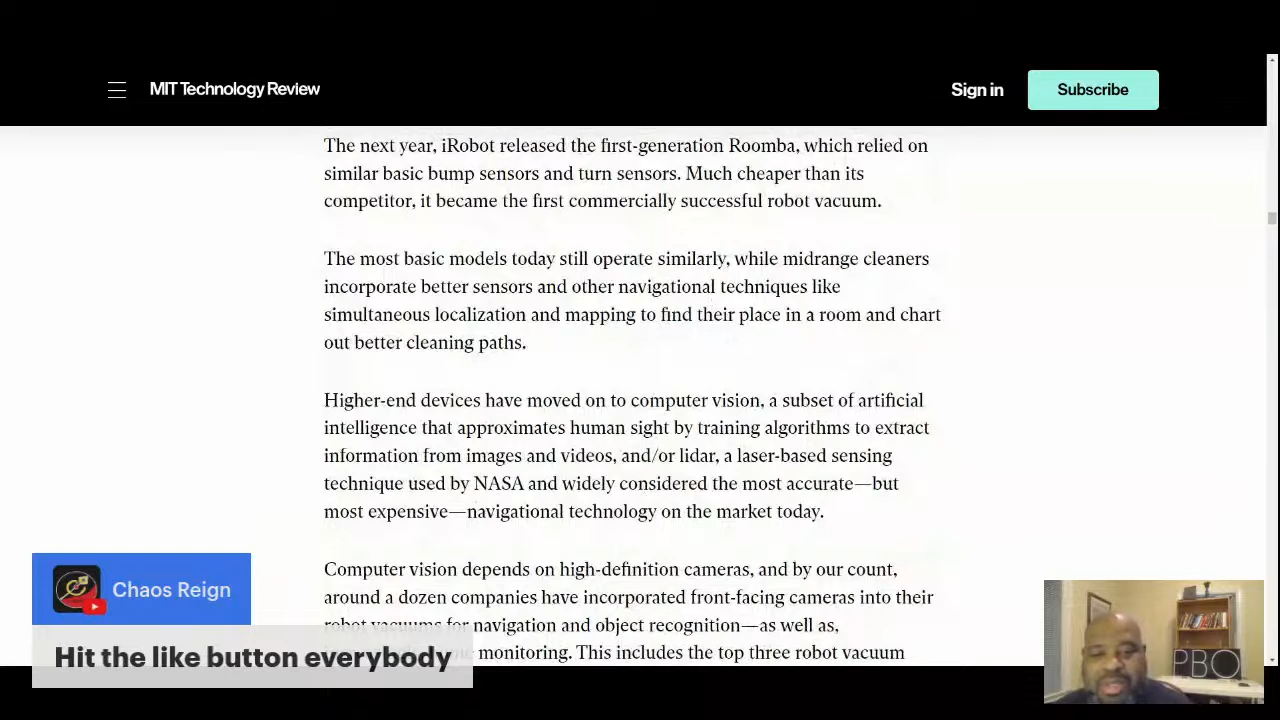 MIT Technology Review
Sign in
Subscribe
The next year, iRobot released the first-generation Roomba, which relied on
similar basic bump sensors and turn sensors. Much cheaper than its
competitor, it became the first commercially successful robot vacuum.
The most basic models today still operate similarly, while midrange cleaners
incorporate better sensors and other navigational techniques like
simultaneous localization and mapping to find their place in a room and chart
out better cleaning paths.
Higher-end devices have moved on to computer vision, a subset of artificial
intelligence that approximates human sight by training algorithms to extract
information from images and videos, and/or lidar, a laser-based sensing
technique used by NASA and widely considered the most accurate—but
most expensive—navigational technology on the market today.
Computer vision depends on high-definition cameras, and by our count,
around a dozen companies have incorporated front-facing cameras into their
robot vacuums for navigation and object recognition—as well as,
monitoring. This includes the top three robot vacuum
Chaos Reign
Hit the like button everybody
PBO